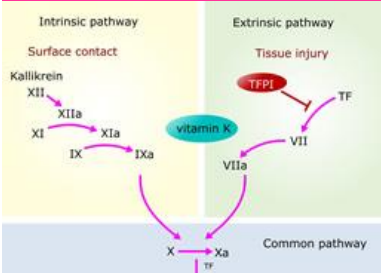 Intrinsic pathway
Surface contact
Kallikrein
XII
XIIa
XI
XIa
IX
IXa
vitamin K
Extrinsic pathway
Tissue injury
TFPI
TF
VII
VIIa
Common pathway
X
Xa
TF